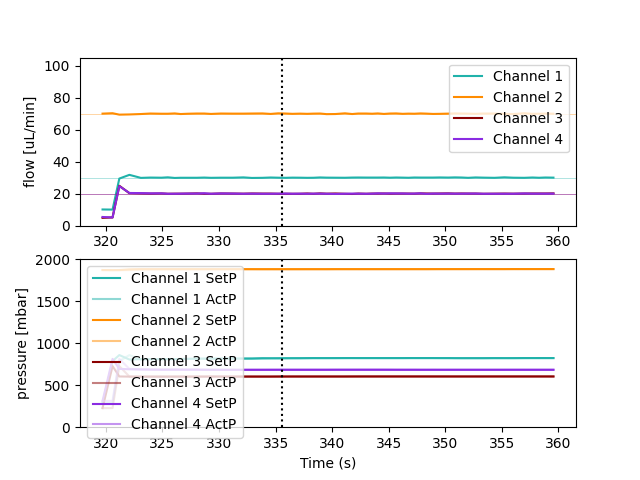 100
80
60
40
20
0
flow [uL/min]
Channel 1
Channel 2
Channel 3
Channel 4
320 325 330 335 340 345 350 355 360
2000
1500
1000
500
0
pressure [mbar]
Channel 1 SetP
Channel 1 ActP
Channel 2 SetP
Channel 2 ActP
Channel 3 SetP
Channel 3 ActP
Channel 4 SetP
Channel 4 ActP
320 325 330 335 340 345 350 355 360
Time (s)